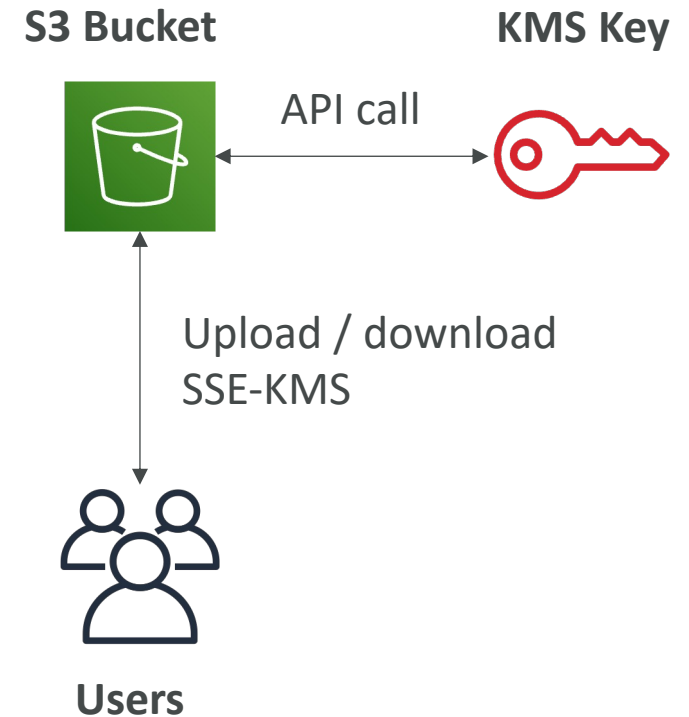 S3 Bucket
KMS Key
API call
Upload / download
SSE-KMS
Users